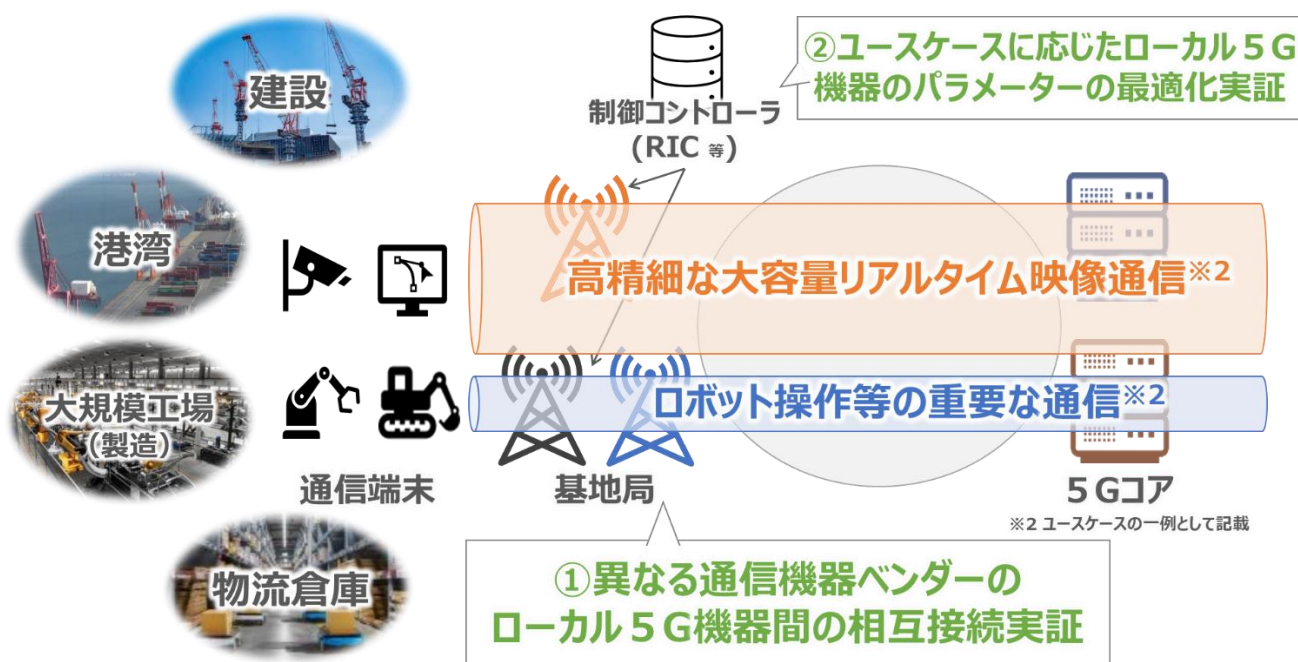 建設
港湾
大規模工場
(製造)
物流倉庫
制御コントローラ
(RIC 等)
②ユースケースに応じたローカル5G
機器のパラメーターの最適化実証
高精細な大容量リアルタイム映像通信※2
ロボット操作等の重要な通信※2
通信端末
基地局
5Gコア
※2 ユースケースの一例として記載
①異なる通信機器ベンダーの
ローカル5G機器間の相互接続実証